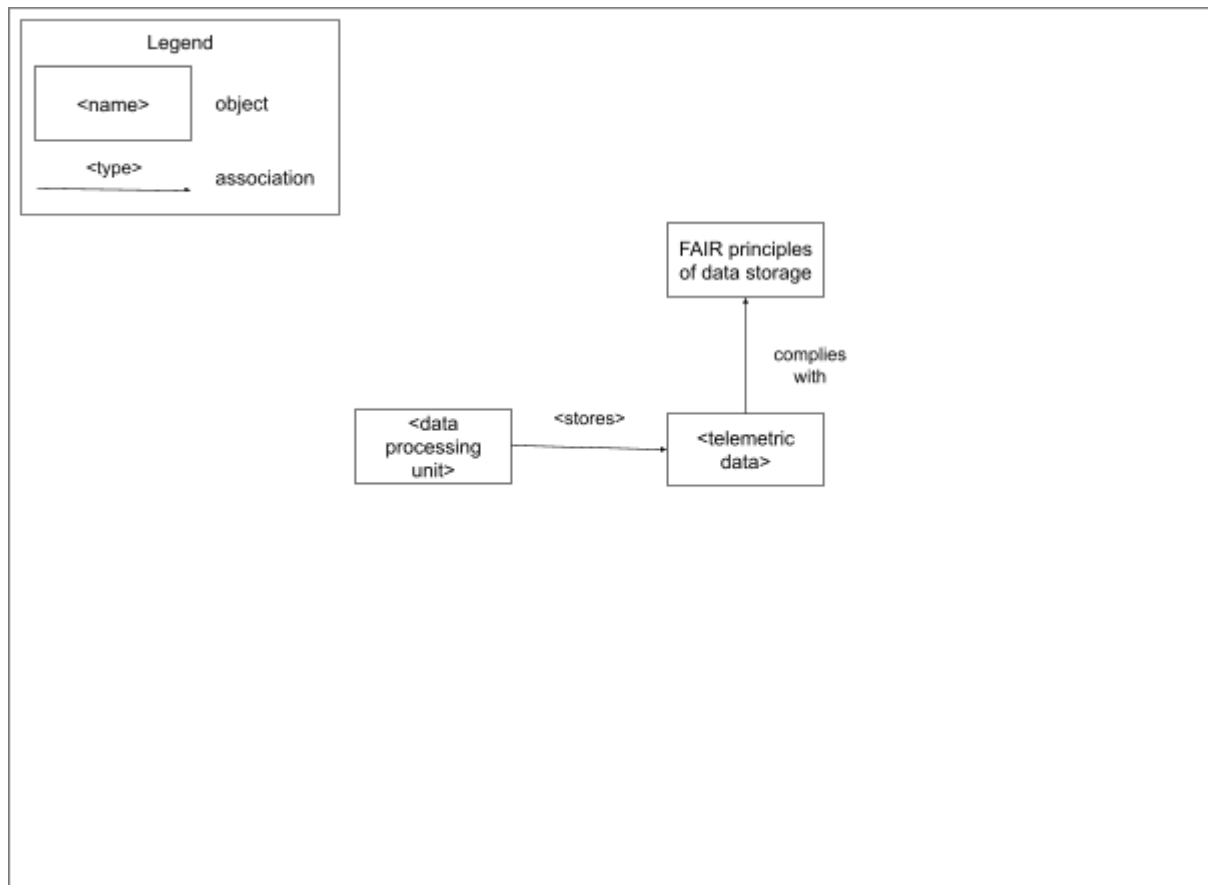 Legend
<name>
object
<type>
association
FAIR principles
of data storage
complies
with
<data
processing
unit>
<stores>
<telemetric
data>